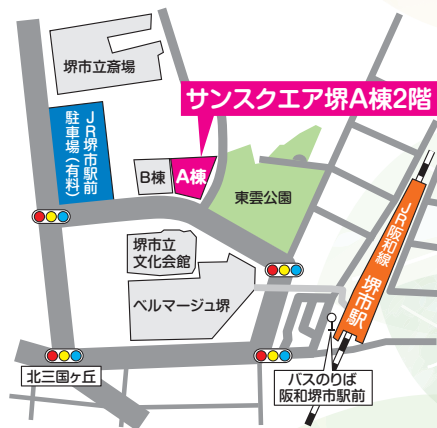 堺市立斎場
サンスクエア堺A棟2階
JR堺市駅前
駐車場(有料)
B棟
A棟
東雲公園
堺市立
文化会館
ベルマージュ堺
JR阪和線 堺市駅
北三国ヶ丘
バスのりば
阪和堺市駅前